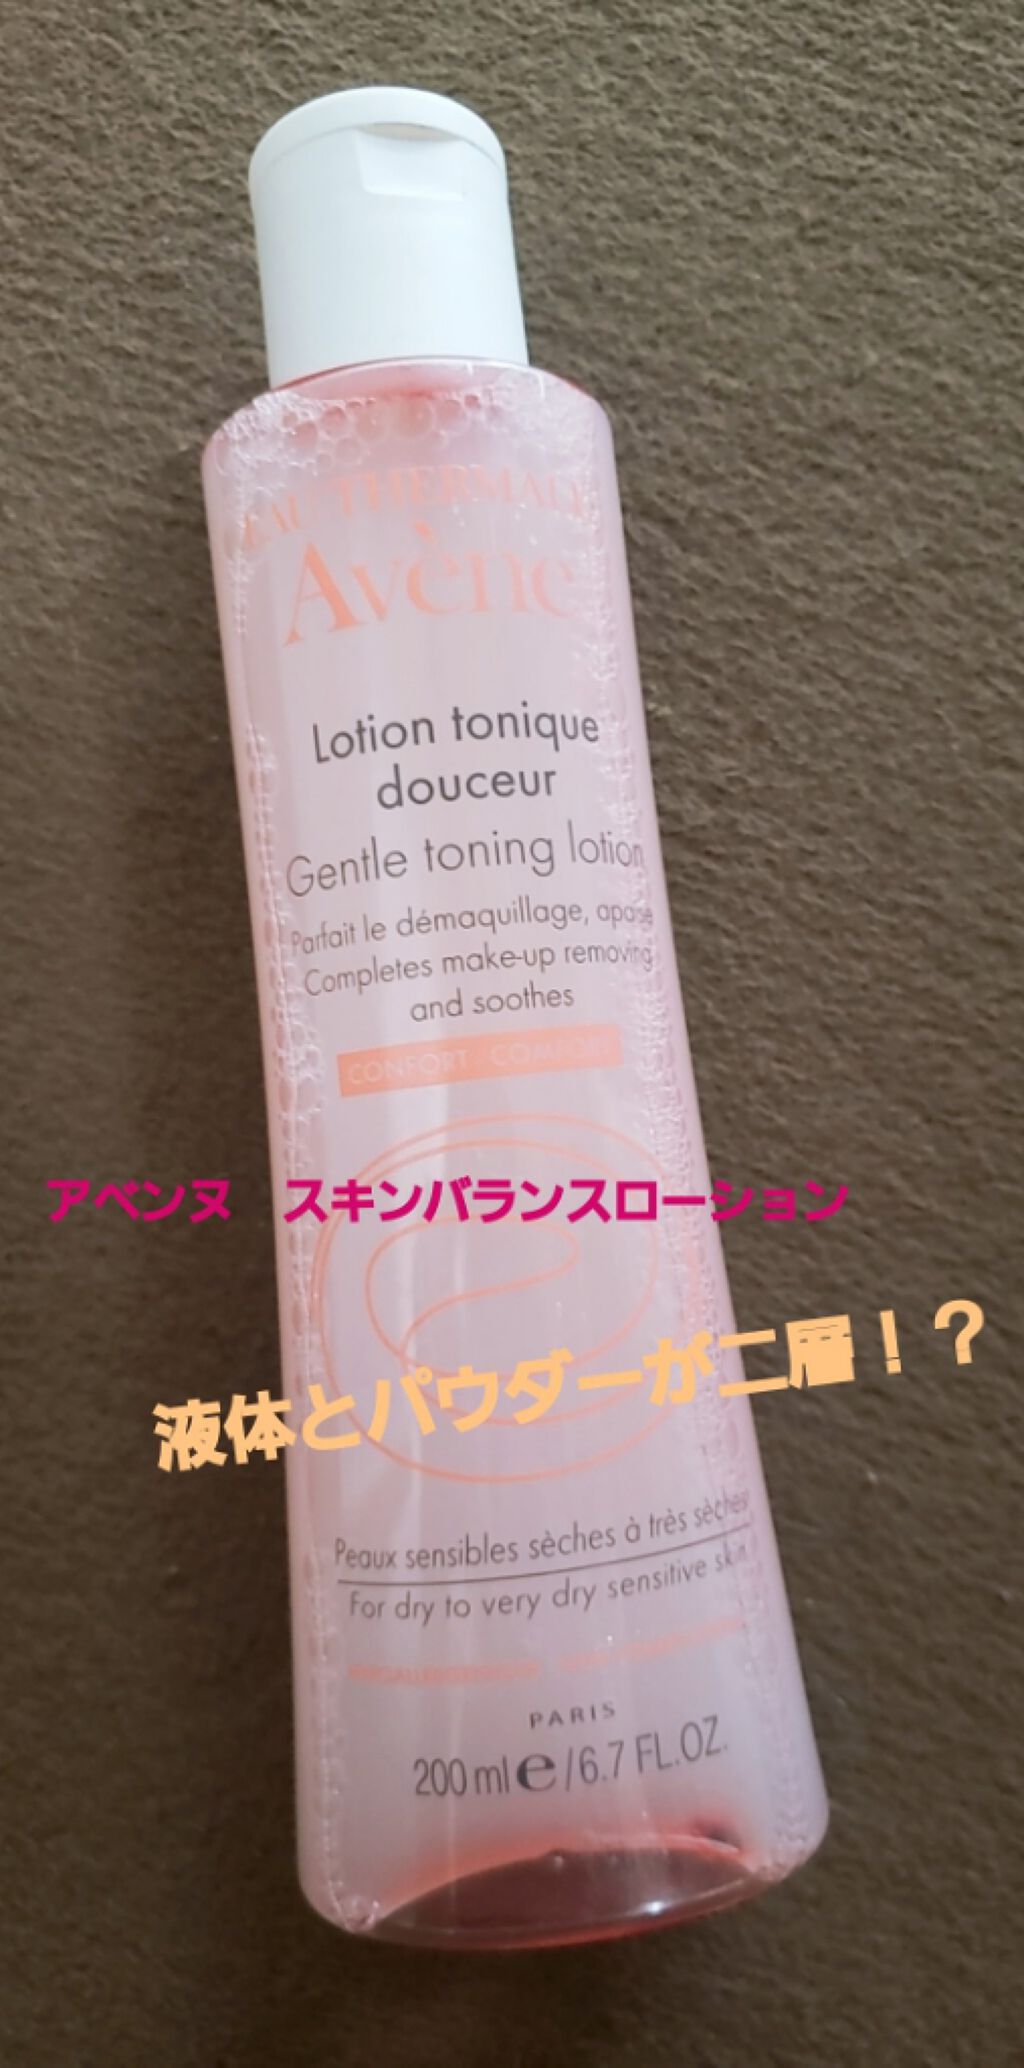 EAU THERMALE
Avène
Lotion tonique
douceur
Gentle toning lotion
Parfait le démaquillage, apaise
Completes make-up removing
and soothes
CONFORT COMFORT
アベンヌ スキンバランスローション
液体とパウダーが二層！？
Peaux sensibles sèches à très sèches
For dry to very dry sensitive skin
PARIS
200 ml e / 6.7 FL.OZ.